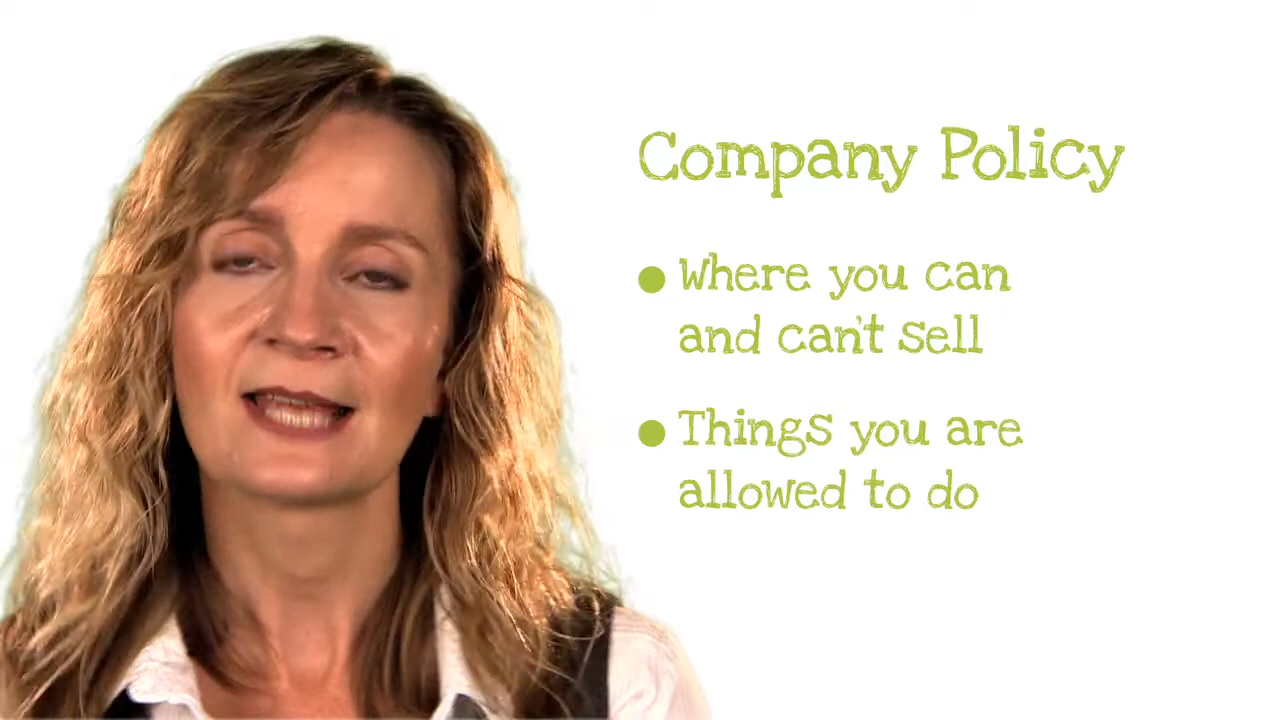 Company Policy
Where you can
and can't sell
Things you are
allowed to do